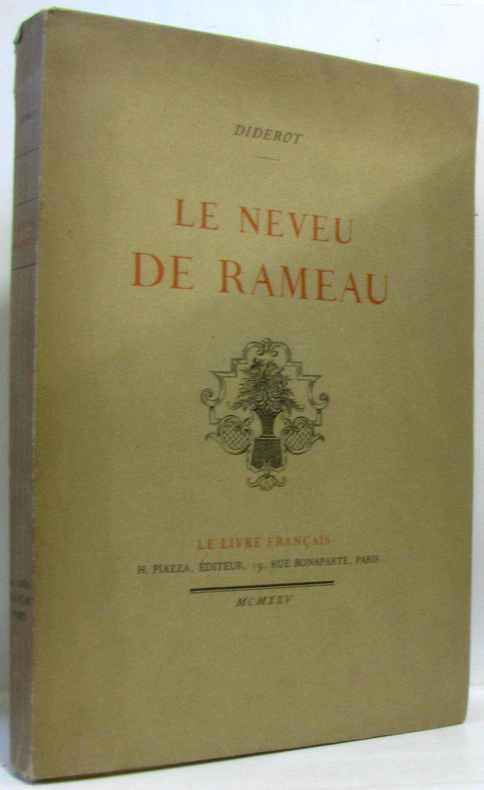 DIDEROT
LE NEVEU
DE RAMEAU
LE LIVRE FRANÇAIS
H. PIAZZA, ÉDITEUR, 19, RUE BONAPARTE, PARIS
MCMXXV